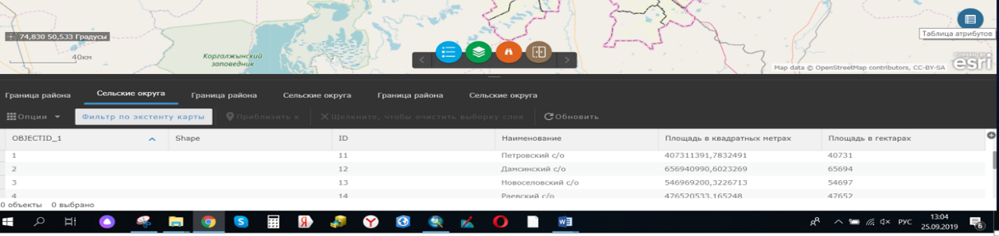 74,830 50,533 Градусы
Таблица атрибутов
40км
Коргалжынский
заповедник
Map data © OpenStreetMap contributors, CC-BY-SA
esri
Граница района Сельские округа Граница района Сельские округа Граница района Сельские округа
Опции Фильтр по экстенту карты Приблизить к Щелкните, чтобы очистить выборку слоя Обновить
OBJECTID_1 Shape ID Наименование Площадь в квадратных метрах Площадь в гектарах
1 11 Петровский с/о 407311391,7832491 40731
2 12 Дамсинский с/о 656940990,6023269 65694
3 13 Новоселовский с/о 546969200,3226713 54697
4 14 Раевский с/о 476520533,165248 47652
0 объекты 0 выбрано
РУС 13:04
25.09.2019 6